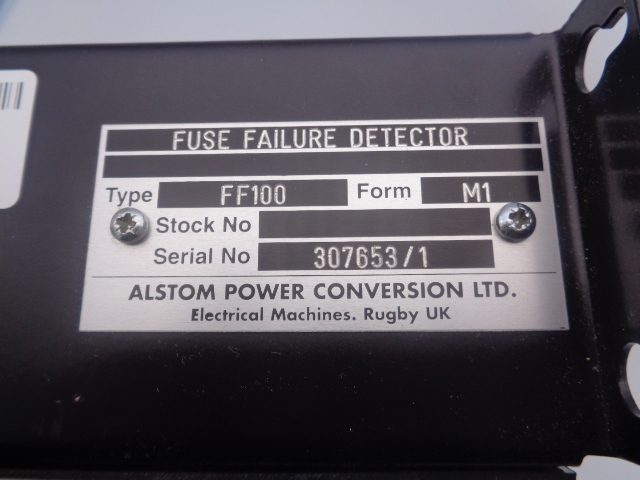 FUSE FAILURE DETECTOR
Type FF100 Form M1
Stock No
Serial No 307653/1
ALSTOM POWER CONVERSION LTD.
Electrical Machines. Rugby UK